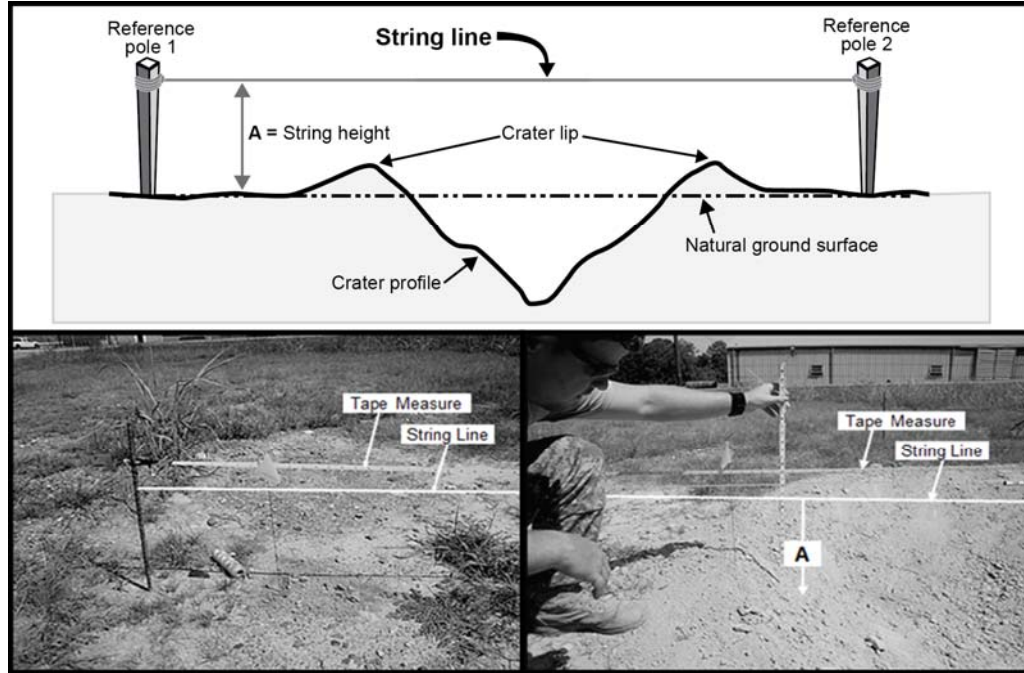 Reference
pole 1
String line
Reference
pole 2
A = String height
Crater lip
Natural ground surface
Crater profile
Tape Measure
String Line
Tape Measure
String Line
A